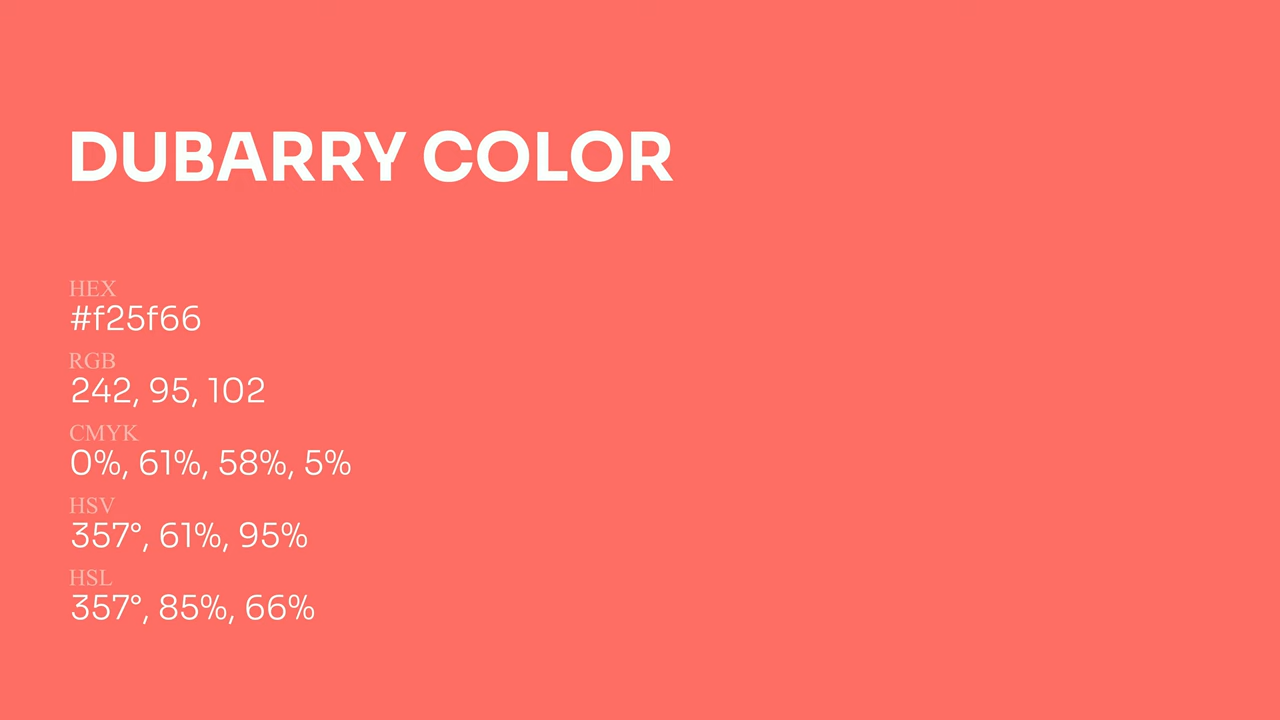 DUBARRY COLOR
HEX
#f25f66
RGB
242, 95, 102
CMYK
0%, 61%, 58%, 5%
HSV
357°, 61%, 95%
HSL
357°, 85%, 66%